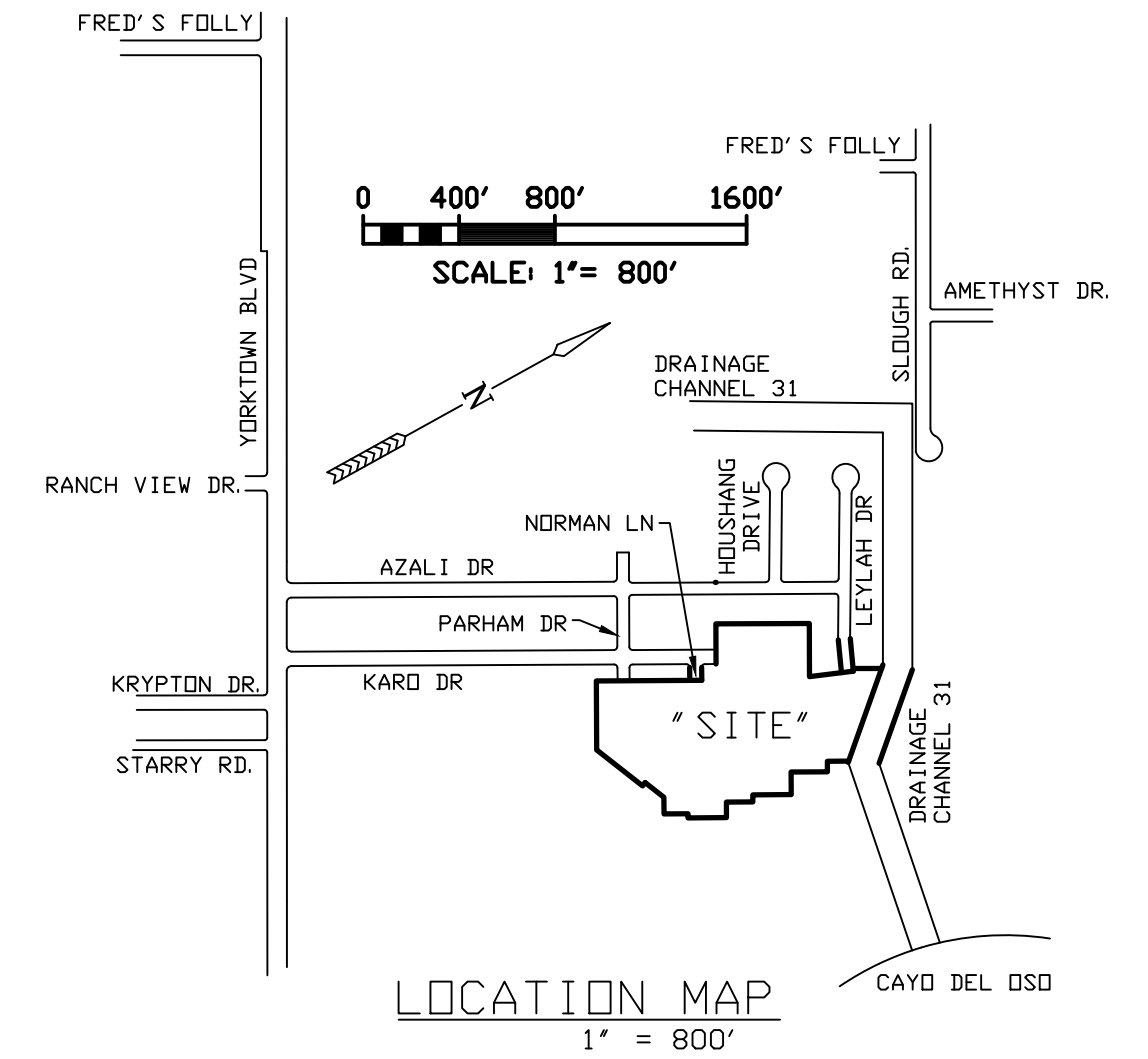 FRED'S FOLLY
FRED'S FOLLY
0 400' 800' 1600'
SCALE: 1"= 800'
YORKTOWN BLVD
SLOUGH RD.
AMETHYST DR.
N
DRAINAGE
CHANNEL 31
RANCH VIEW DR.
NORMAN LN
HOUSHANG
DRIVE
LEYLAH DR
AZALI DR
PARHAM DR
KARO DR
KRYPTON DR.
"SITE"
STARRY RD.
DRAINAGE
CHANNEL 31
CAYO DEL OSO
LOCATION MAP
1" = 800'